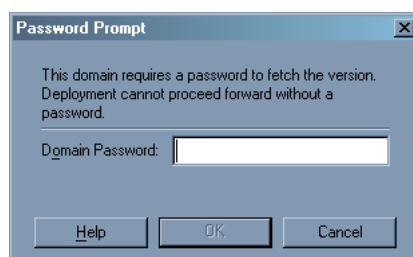 Password Prompt
This domain requires a password to fetch the version.
Deployment cannot proceed forward without a
password.
Domain Password:
Help OK Cancel